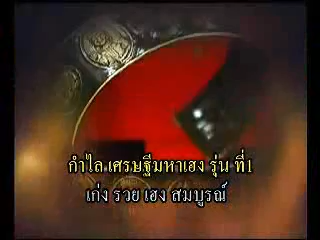 กำไล เศรษฐีมหาเฮง รุ่น ที่1
เก่ง รวย เฮง สมบูรณ์